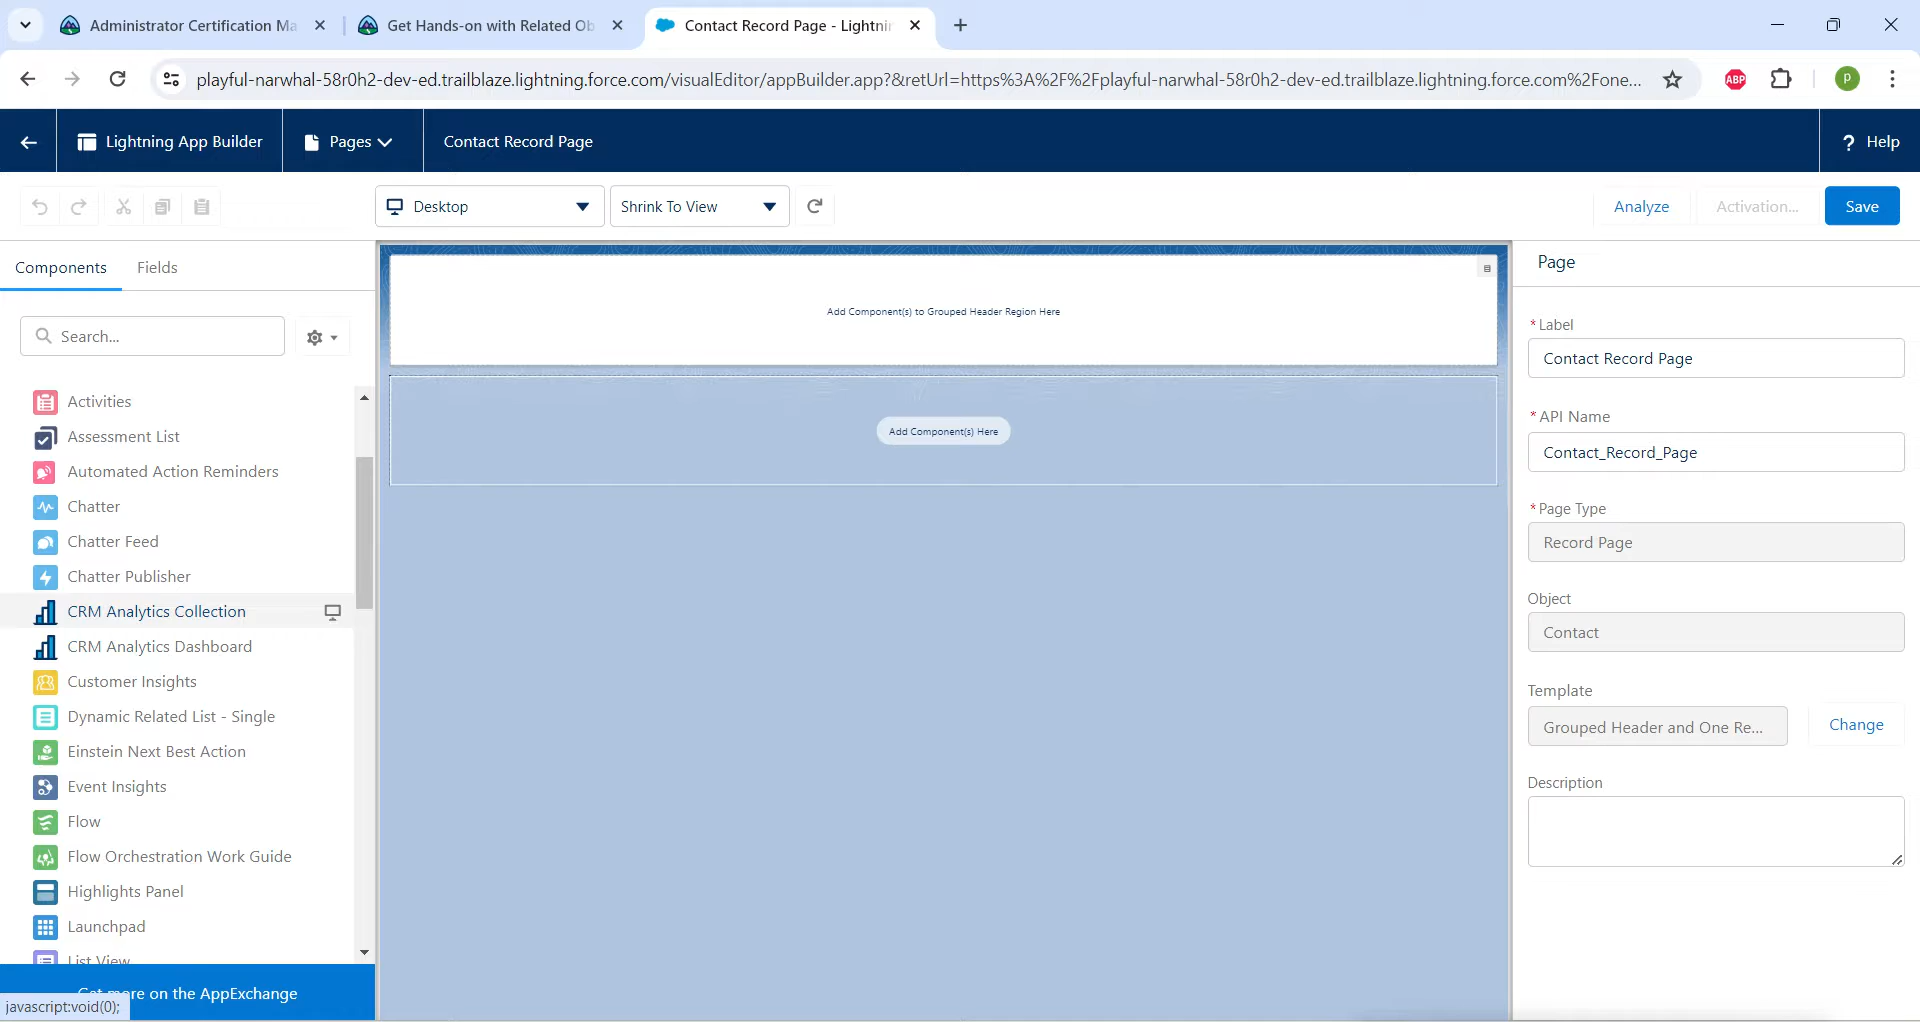 Administrator Certification Ma
Get Hands-on with Related Ob
Contact Record Page - Lightnin
playful-narwhal-58r0h2-dev-ed.trailblaze.lightning.force.com/visualEditor/appBuilder.app?&retUrl=https%3A%2F%2Fplayful-narwhal-58r0h2-dev-ed.trailblaze.lightning.force.com%2Fone...
ABP
P
Lightning App Builder
Pages
Contact Record Page
? Help
Desktop
Shrink To View
Analyze
Activation...
Save
Components
Fields
Search...
Activities
Assessment List
Automated Action Reminders
Chatter
Chatter Feed
Chatter Publisher
CRM Analytics Collection
CRM Analytics Dashboard
Customer Insights
Dynamic Related List - Single
Einstein Next Best Action
Event Insights
Flow
Flow Orchestration Work Guide
Highlights Panel
Launchpad
List View
Get more on the AppExchange
javascript:void(0);
Add Component(s) to Grouped Header Region Here
Add Component(s) Here
Page
*Label
Contact Record Page
*API Name
Contact_Record_Page
*Page Type
Record Page
Object
Contact
Template
Grouped Header and One Re...
Change
Description